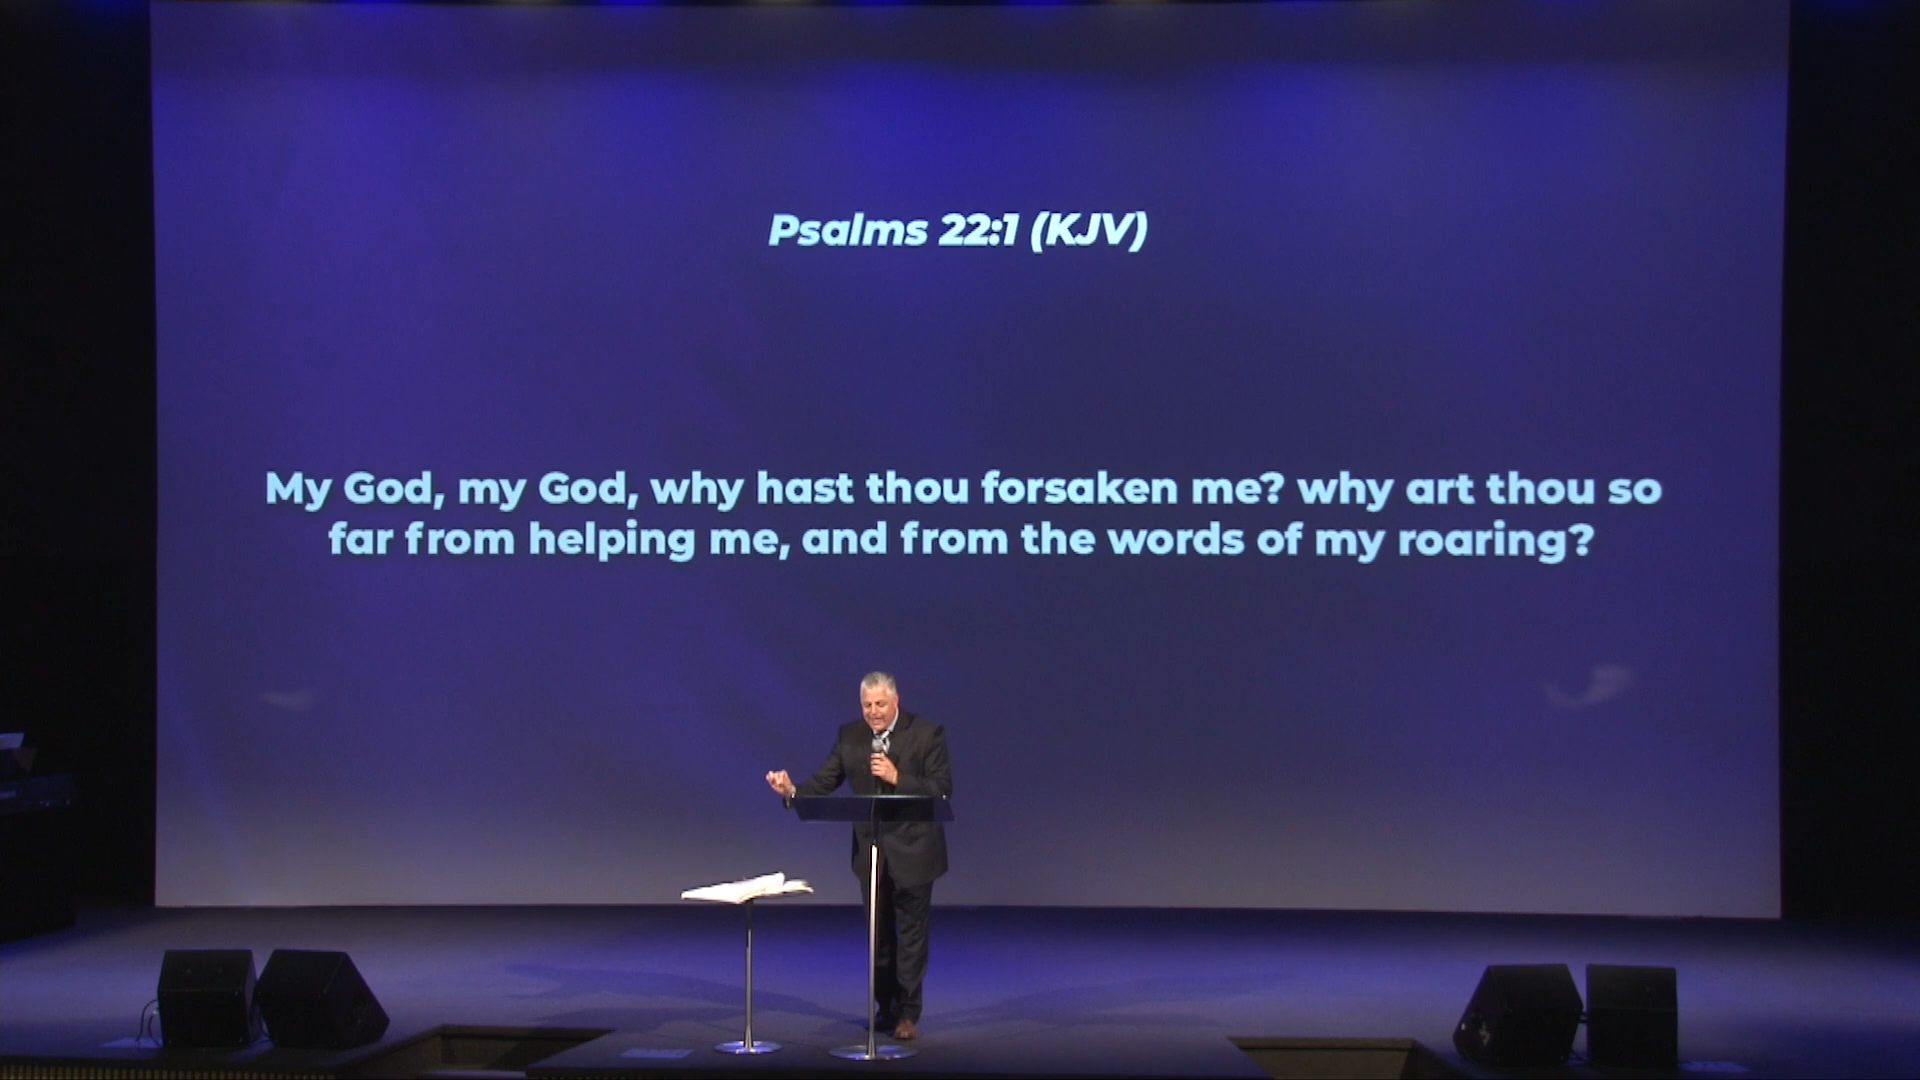 Psalms 22:1 (KJV)
My God, my God, why hast thou forsaken me? why art thou so
far from helping me, and from the words of my roaring?